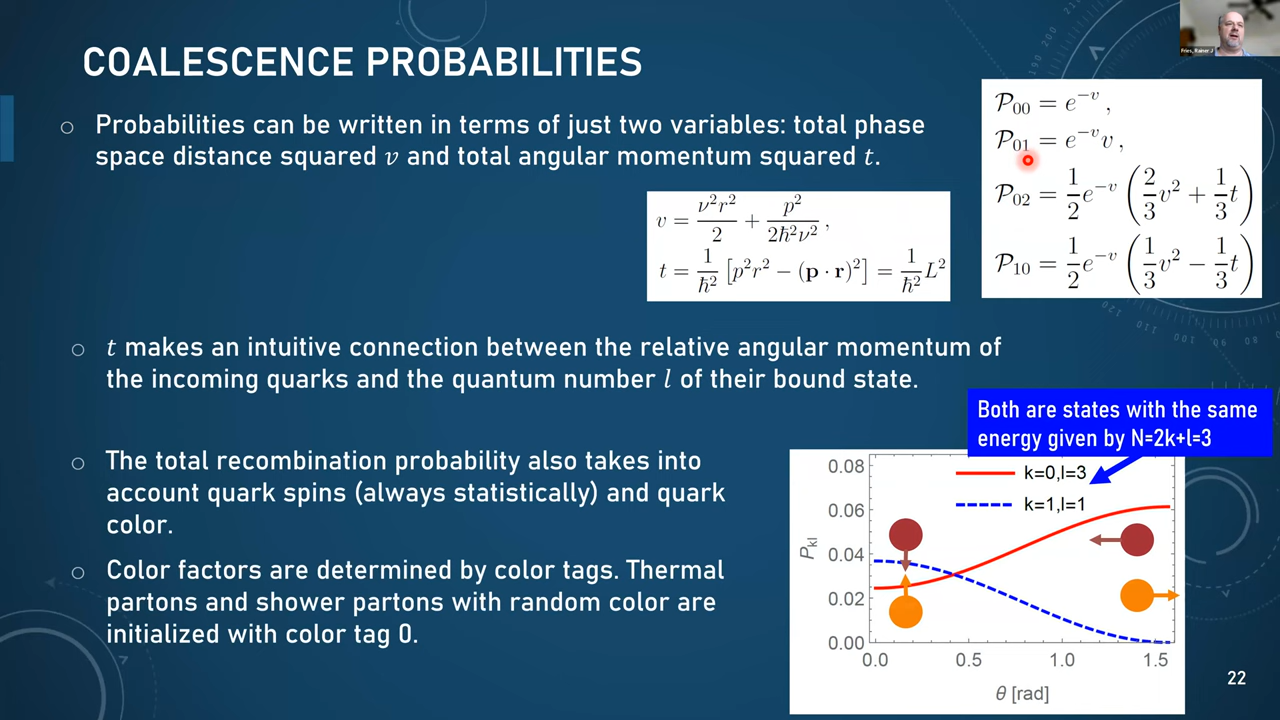 COALESCENCE PROBABILITIES
Fries, Rainer J
○ Probabilities can be written in terms of just two variables: total phase
space distance squared 𝑣 and total angular momentum squared 𝑡.
𝒫₀₀ = e^{−v} ,
𝒫₀₁ = e^{−v} v ,
𝒫₀₂ = 1/2 e^{−v} (2/3 v² + 1/3 t)
𝒫₁₀ = 1/2 e^{−v} (1/3 v² − 1/3 t)
v = ν²r²/2 + p²/2ħ²ν² ,
t = 1/ħ² [p²r² − (p · r)²] = 1/ħ² L²
○ 𝑡 makes an intuitive connection between the relative angular momentum of
the incoming quarks and the quantum number 𝑙 of their bound state.
Both are states with the same
energy given by N=2k+l=3
○ The total recombination probability also takes into
account quark spins (always statistically) and quark
color.
○ Color factors are determined by color tags. Thermal
partons and shower partons with random color are
initialized with color tag 0.
k=0,l=3
k=1,l=1
P_{kl}
0.08
0.06
0.04
0.02
0.00
0.0 0.5 1.0 1.5
θ [rad]
22